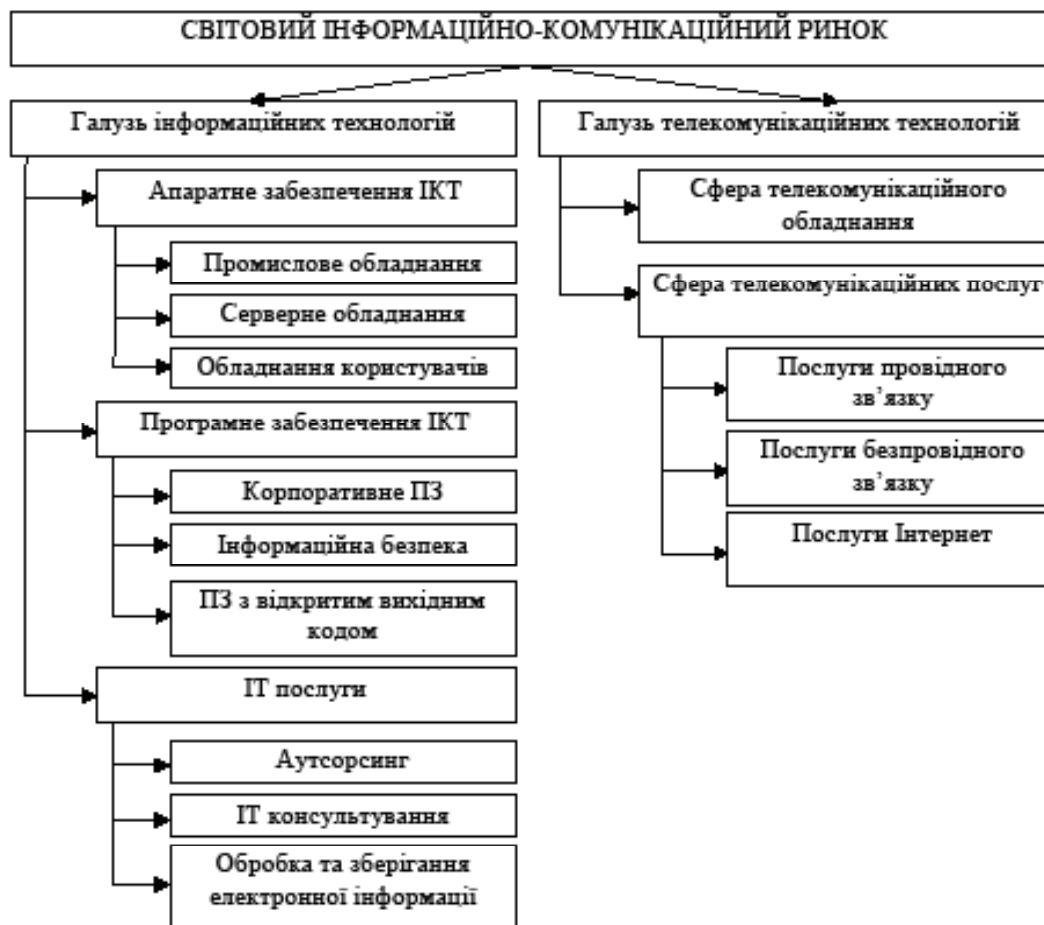 СВІТОВИЙ ІНФОРМАЦІЙНО-КОМУНІКАЦІЙНИЙ РИНОК
Галузь інформаційних технологій
Апаратне забезпечення ІКТ
Промислове обладнання
Серверне обладнання
Обладнання користувачів
Програмне забезпечення ІКТ
Корпоративне ПЗ
Інформаційна безпека
ПЗ з відкритим вихідним
кодом
ІТ послуги
Аутсорсинг
ІТ консультування
Обробка та зберігання
електронної інформації
Галузь телекомунікаційних технологій
Сфера телекомунікаційного
обладнання
Сфера телекомунікаційних послуг
Послуги провідного
зв’язку
Послуги безпровідного
зв’язку
Послуги Інтернет